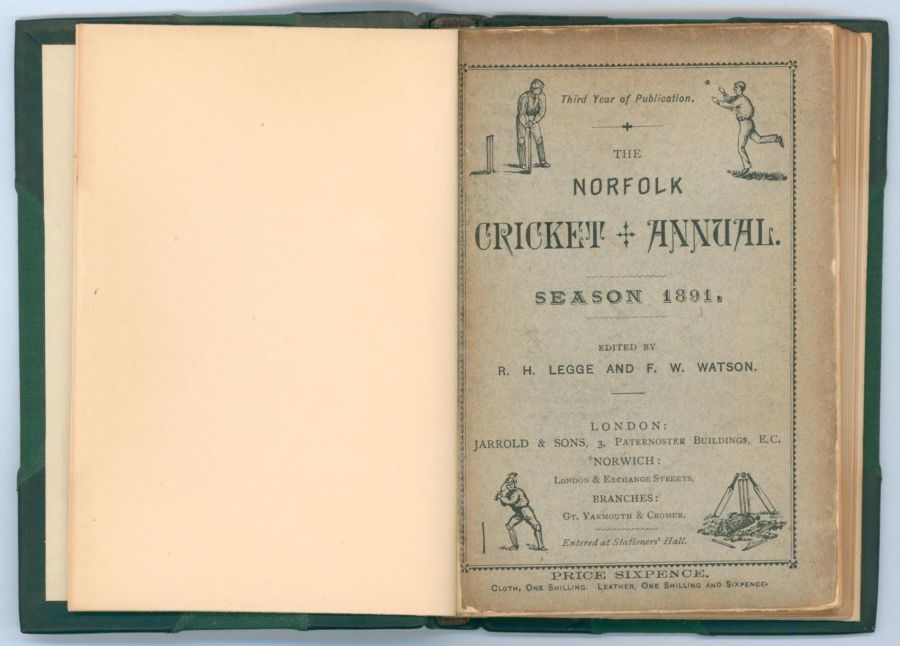 Third Year of Publication.
THE
NORFOLK
CRICKET ANNUAL.
SEASON 1891.
EDITED BY
R. H. LEGGE AND F. W. WATSON.
LONDON:
JARROLD & SONS, 3, PATERNOSTER BUILDINGS, E.C.
NORWICH:
LONDON & EXCHANGE STREETS,
BRANCHES:
GT. YARMOUTH & CROMER.
Entered at Stationers' Hall.
PRICE SIXPENCE.
CLOTH, ONE SHILLING. LEATHER, ONE SHILLING AND SIXPENCE.